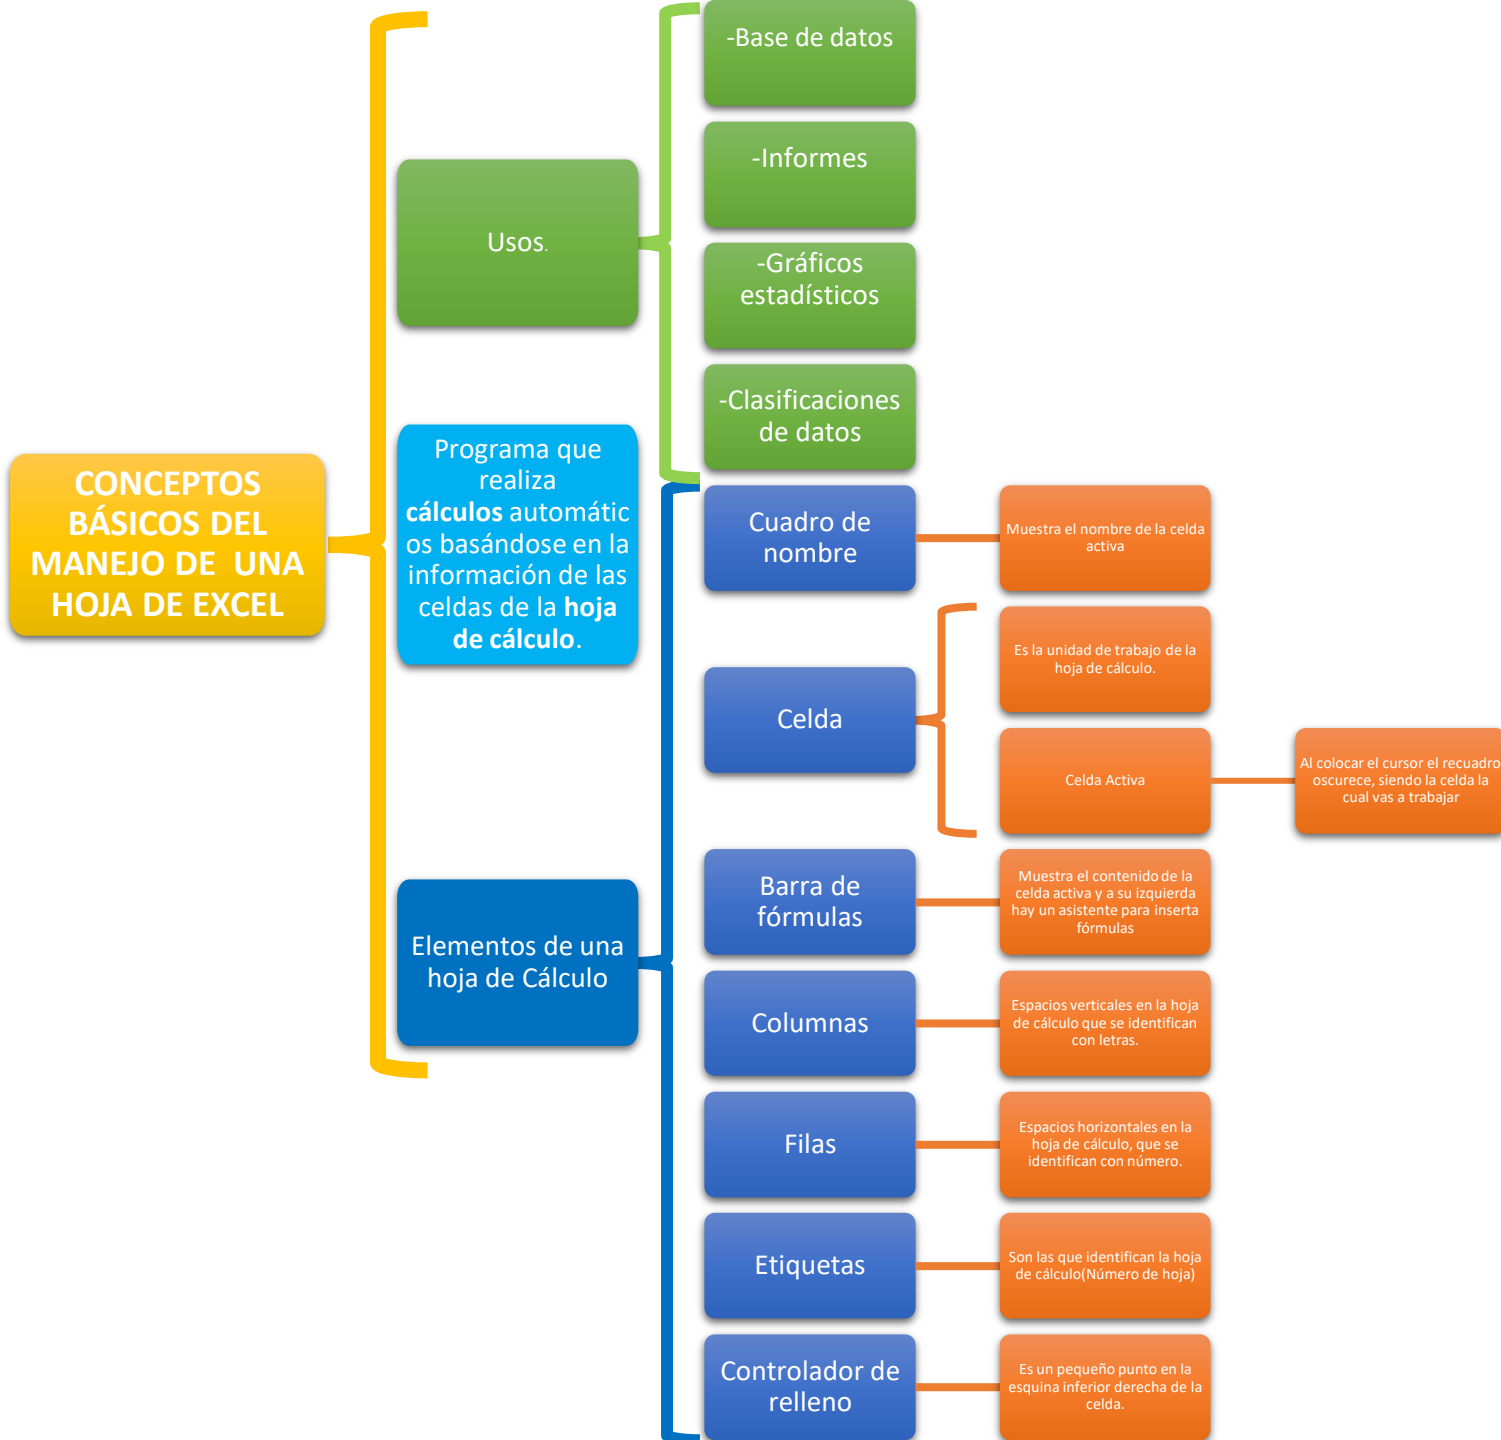 CONCEPTOS
BÁSICOS DEL
MANEJO DE UNA
HOJA DE EXCEL
Usos.
-Base de datos
-Informes
-Gráficos
estadísticos
-Clasificaciones
de datos
Programa que
realiza
cálculos automátic
os basándose en la
información de las
celdas de la hoja
de cálculo.
Elementos de una
hoja de Cálculo
Cuadro de
nombre
Muestra el nombre de la celda
activa
Celda
Es la unidad de trabajo de la
hoja de cálculo.
Celda Activa
Al colocar el cursor el recuadro
oscurece, siendo la celda la
cual vas a trabajar
Barra de
fórmulas
Muestra el contenido de la
celda activa y a su izquierda
hay un asistente para inserta
fórmulas
Columnas
Espacios verticales en la hoja
de cálculo que se identifican
con letras.
Filas
Espacios horizontales en la
hoja de cálculo, que se
identifican con número.
Etiquetas
Son las que identifican la hoja
de cálculo(Número de hoja)
Controlador de
relleno
Es un pequeño punto en la
esquina inferior derecha de la
celda.